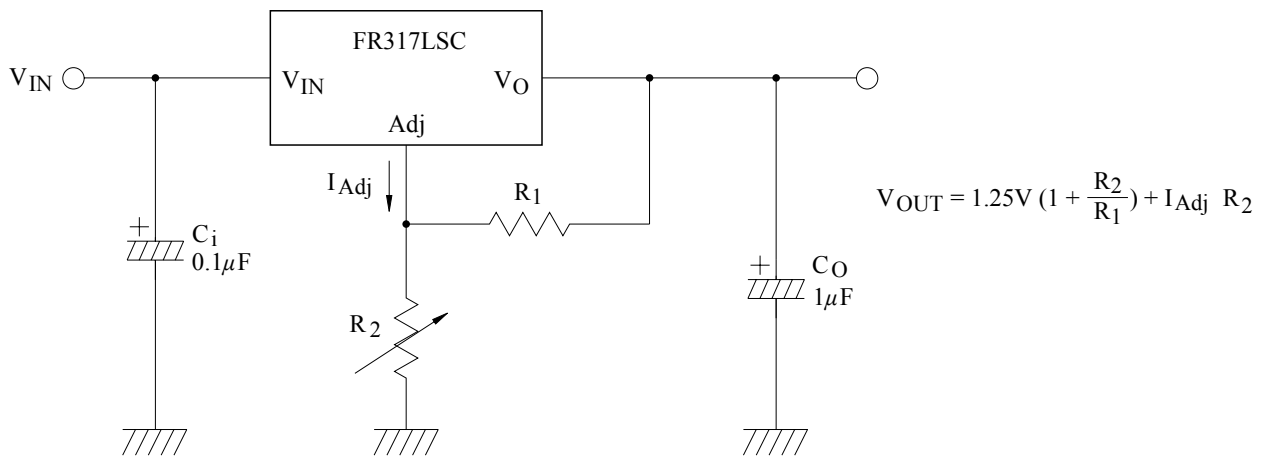 FR317LSC
V_IN
V_IN
V_O
Adj
I_Adj
R_1
V_OUT = 1.25V (1 + R_2/R_1) + I_Adj R_2
+
C_i
0.1μF
+
C_O
1μF
R_2